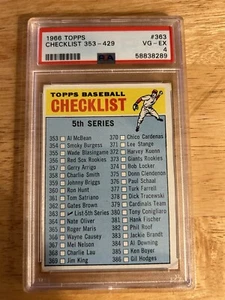 1966 TOPPS
CHECKLIST 353-429
#363
VG-EX
4
PSA
58838289
TOPPS BASEBALL
CHECKLIST
5th SERIES
353 Al McBean
354 Smoky Burgess
355 Wade Blasingame
356 Red Sox Rookies
357 Gerry Arrigo
358 Charlie Smith
359 Johnny Briggs
360 Ron Hunt
361 Tom Satriano
362 Gates Brown
363 List-5th Series
364 Nate Oliver
365 Roger Maris
366 Wayne Causey
367 Mel Nelson
368 Charlie Lau
369 Jim King
370 Chico Cardenas
371 Lee Stange
372 Harvey Kuenn
373 Giants Rookies
374 Bob Locker
375 Donn Clendenon
376 Paul Schaal
377 Turk Farrell
378 Dick Tracewski
379 Cardinals Team
380 Tony Conigliaro
381 Hank Fischer
382 Phil Roof
383 Jackie Brandt
384 Al Downing
385 Ken Boyer
386 Gil Hodges